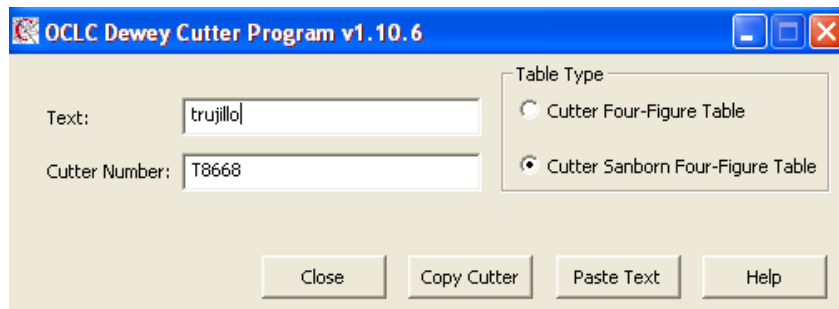 OCLC Dewey Cutter Program v1.10.6
Table Type
Text: trujillo
Cutter Four-Figure Table
Cutter Number: T8668
Cutter Sanborn Four-Figure Table
Close Copy Cutter Paste Text Help